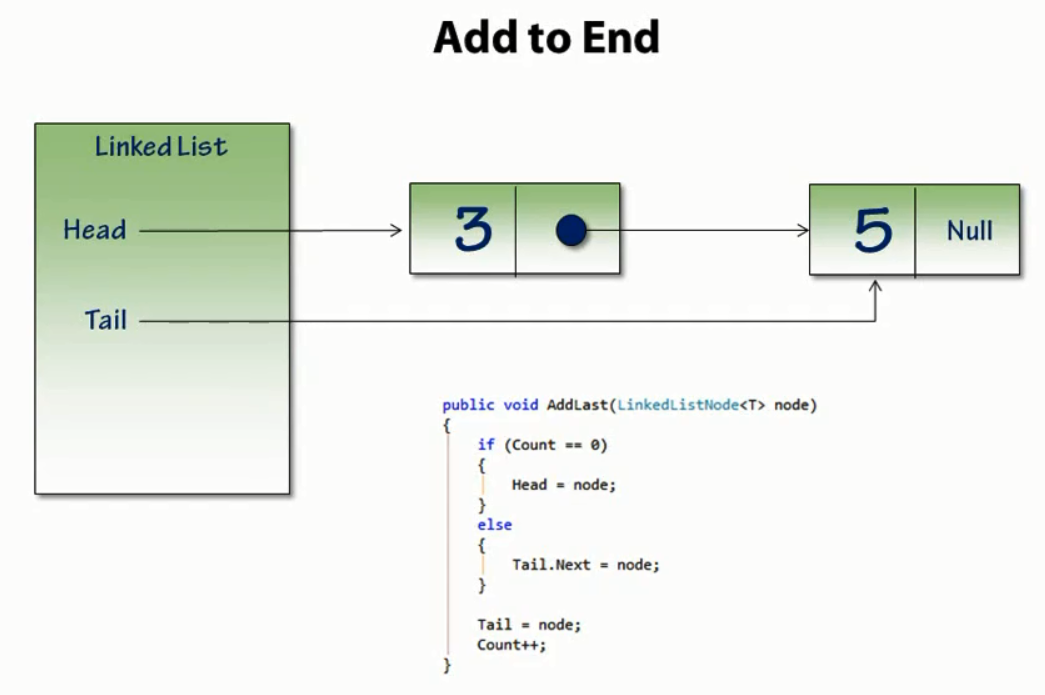 Add to End
Linked List
Head
3
5
Null
Tail
public void AddLast(LinkedListNode<T> node)
{
    if (Count == 0)
    {
        Head = node;
    }
    else
    {
        Tail.Next = node;
    }
    Tail = node;
    Count++;
}